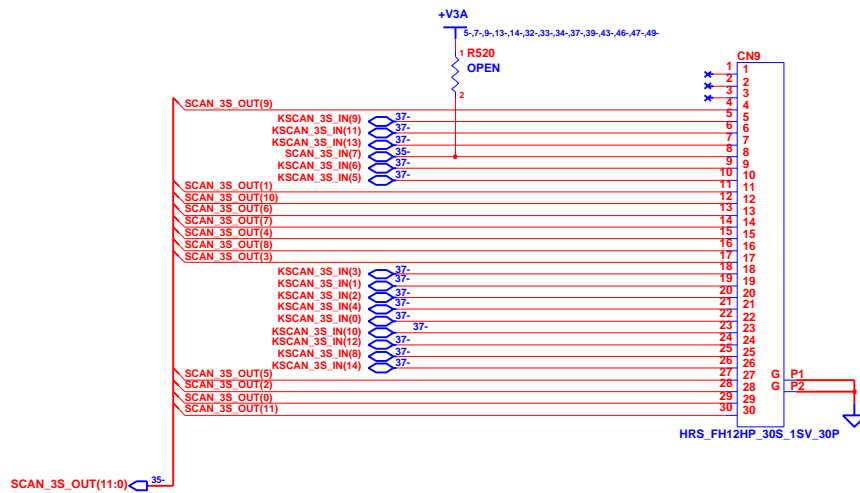 +V3A
5-,7-,9-,13-,14-,32-,33-,34-,37-,39-,43-,46-,47-,49-
1 R520
OPEN
2
CN9
1 1
2 2
3 3
SCAN_3S_OUT(9) 4 4
KSCAN_3S_IN(9) 37- 5 5
KSCAN_3S_IN(11) 37- 6 6
KSCAN_3S_IN(13) 37- 7 7
SCAN_3S_IN(7) 35- 8 8
KSCAN_3S_IN(6) 37- 9 9
KSCAN_3S_IN(5) 37- 10 10
SCAN_3S_OUT(1) 11 11
SCAN_3S_OUT(10) 12 12
SCAN_3S_OUT(6) 13 13
SCAN_3S_OUT(7) 14 14
SCAN_3S_OUT(4) 15 15
SCAN_3S_OUT(8) 16 16
SCAN_3S_OUT(3) 17 17
KSCAN_3S_IN(3) 37- 18 18
KSCAN_3S_IN(1) 37- 19 19
KSCAN_3S_IN(2) 37- 20 20
KSCAN_3S_IN(4) 37- 21 21
KSCAN_3S_IN(0) 37- 22 22
KSCAN_3S_IN(10) 37- 23 23
KSCAN_3S_IN(12) 37- 24 24
KSCAN_3S_IN(8) 37- 25 25
KSCAN_3S_IN(14) 37- 26 26
SCAN_3S_OUT(5) 27 27 G P1
SCAN_3S_OUT(2) 28 28 G P2
SCAN_3S_OUT(0) 29 29
SCAN_3S_OUT(11) 30 30
HRS_FH12HP_30S_1SV_30P
SCAN_3S_OUT(11:0) 35-